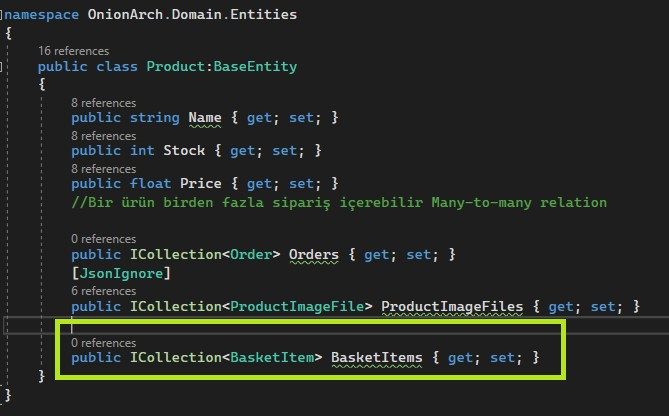 namespace OnionArch.Domain.Entities
{
16 references
public class Product:BaseEntity
{
8 references
public string Name { get; set; }
8 references
public int Stock { get; set; }
8 references
public float Price { get; set; }
//Bir ürün birden fazla sipariş içerebilir Many-to-many relation
0 references
public ICollection<Order> Orders { get; set; }
[JsonIgnore]
6 references
public ICollection<ProductImageFile> ProductImageFiles { get; set; }
0 references
public ICollection<BasketItem> BasketItems { get; set; }
}
}